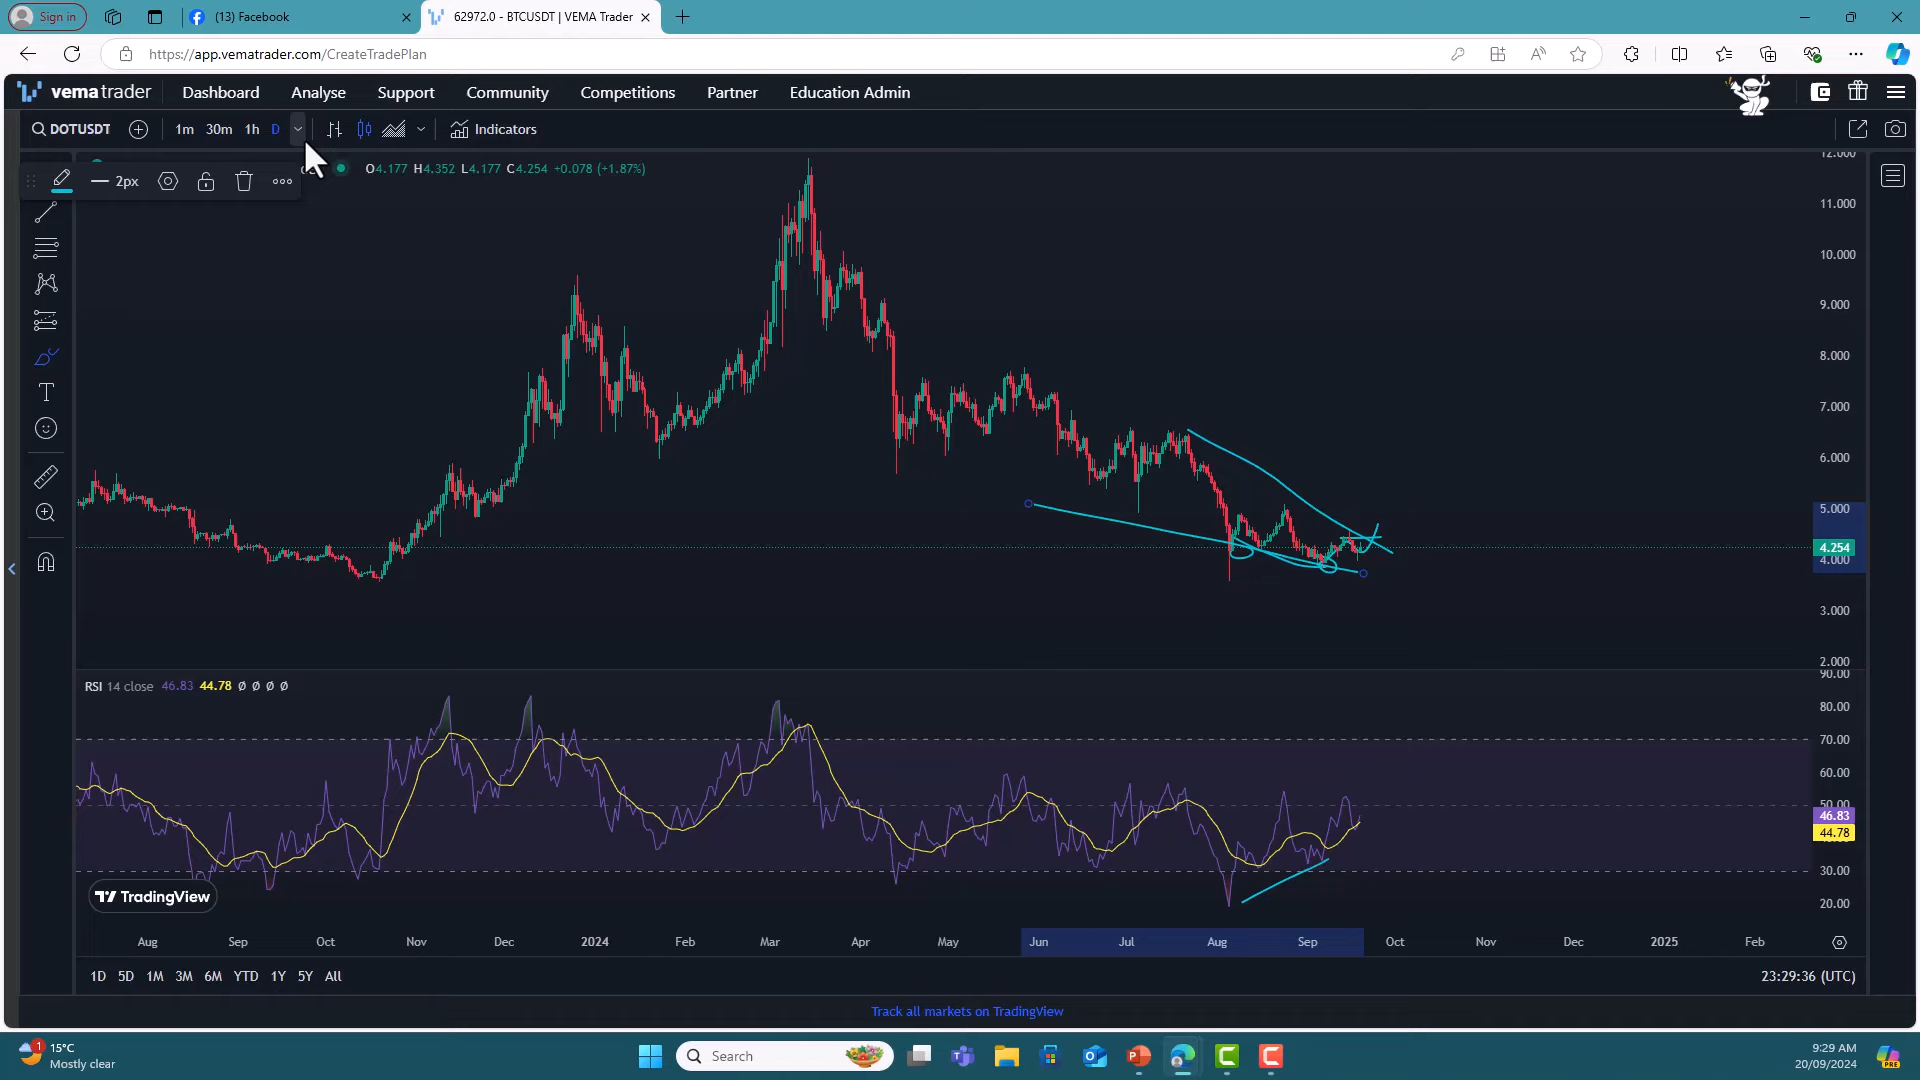 Sign in
(13) Facebook
62972.0 - BTCUSDT | VEMA Trader
https://app.vematrader.com/CreateTradePlan
vema trader
Dashboard
Analyse
Support
Community
Competitions
Partner
Education Admin
DOTUSDT
1m
30m
1h
D
Indicators
2px
O4.177 H4.352 L4.177 C4.254 +0.078 (+1.87%)
12.000
11.000
10.000
9.000
8.000
7.000
6.000
5.000
4.254
4.000
3.000
2.000
RSI 14 close 46.83 44.78 Ø Ø Ø Ø
90.00
80.00
70.00
60.00
50.00
46.83
44.78
30.00
20.00
TradingView
Aug
Sep
Oct
Nov
Dec
2024
Feb
Mar
Apr
May
Jun
Jul
Aug
Sep
Oct
Nov
Dec
2025
Feb
1D
5D
1M
3M
6M
YTD
1Y
5Y
All
23:29:36 (UTC)
Track all markets on TradingView
1
15°C
Mostly clear
Search
9:29 AM
20/09/2024
PRE